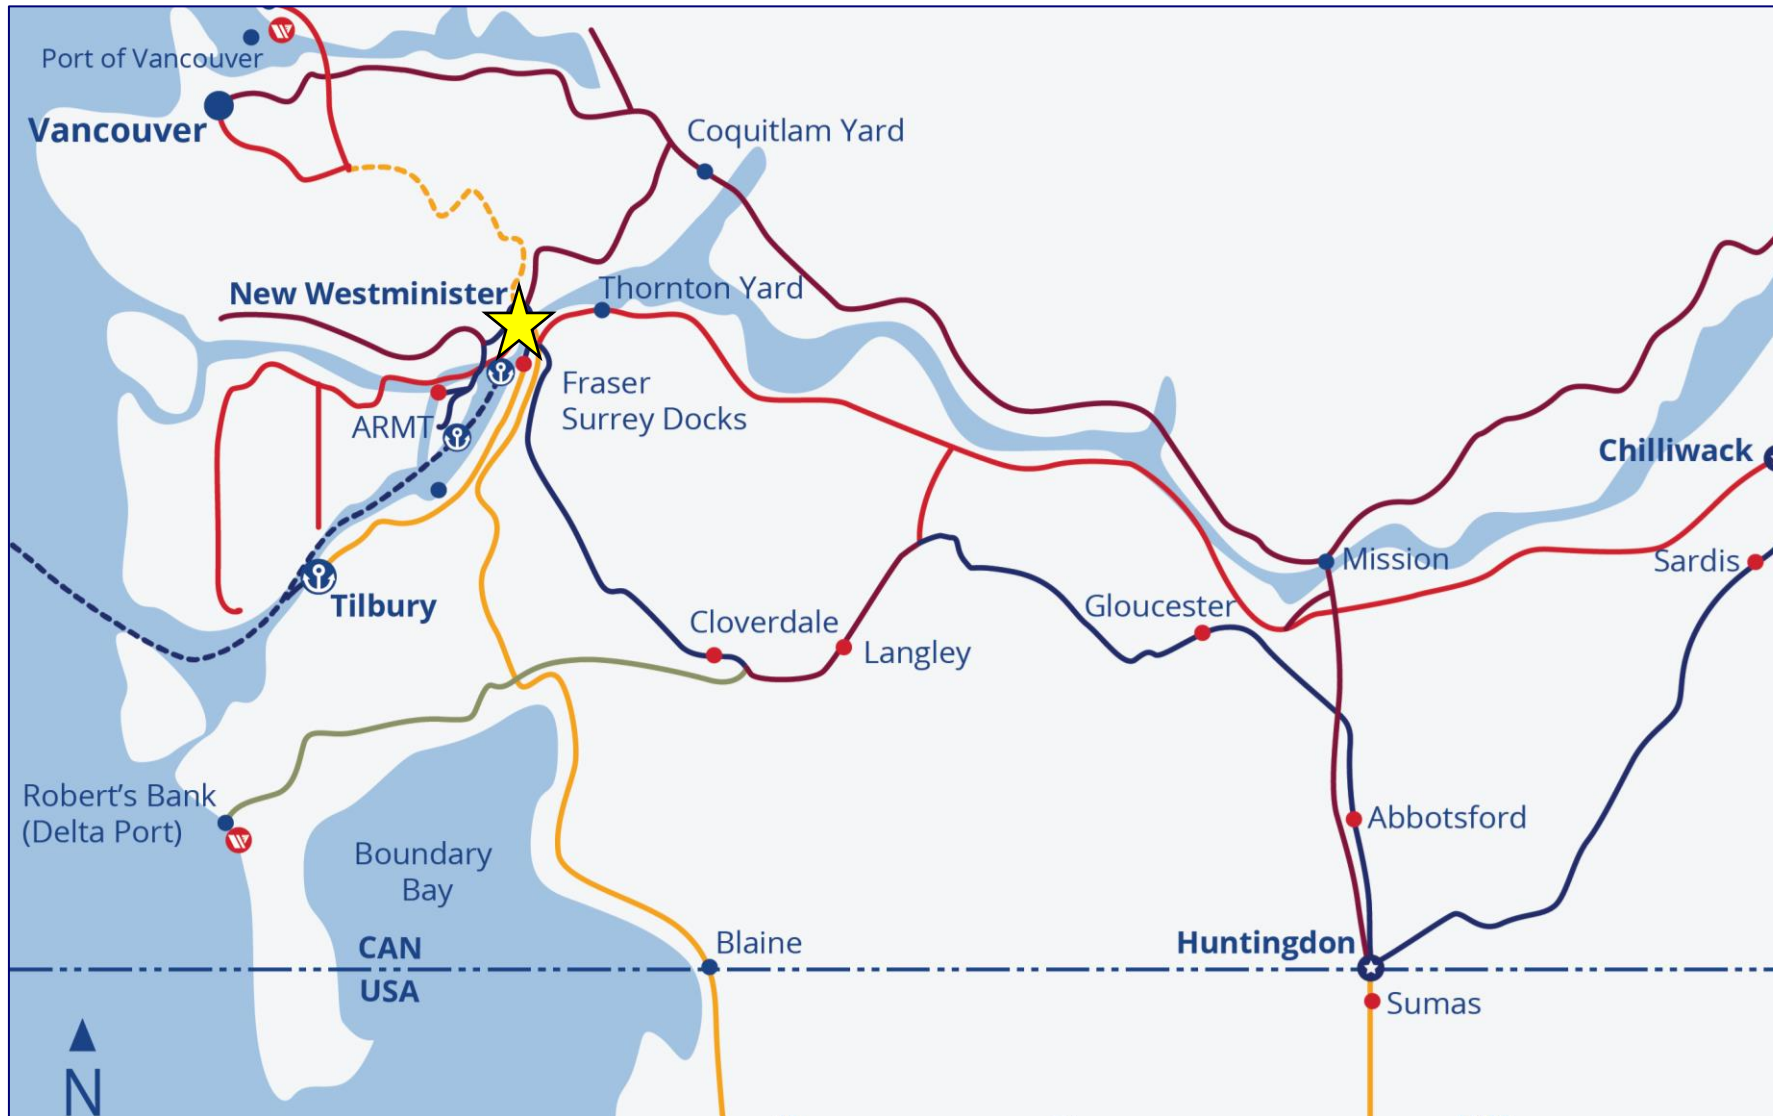 Port of Vancouver
Vancouver
Coquitlam Yard
New Westminister
Thornton Yard
Fraser
Surrey Docks
ARMT
Chilliwack
Mission
Sardis
Tilbury
Gloucester
Cloverdale
Langley
Robert's Bank
(Delta Port)
Abbotsford
Boundary
Bay
CAN
USA
Blaine
Huntingdon
Sumas
N